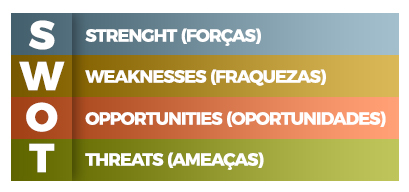 S STRENGHT (FORÇAS)
W WEAKNESSES (FRAQUEZAS)
O OPPORTUNITIES (OPORTUNIDADES)
T THREATS (AMEAÇAS)